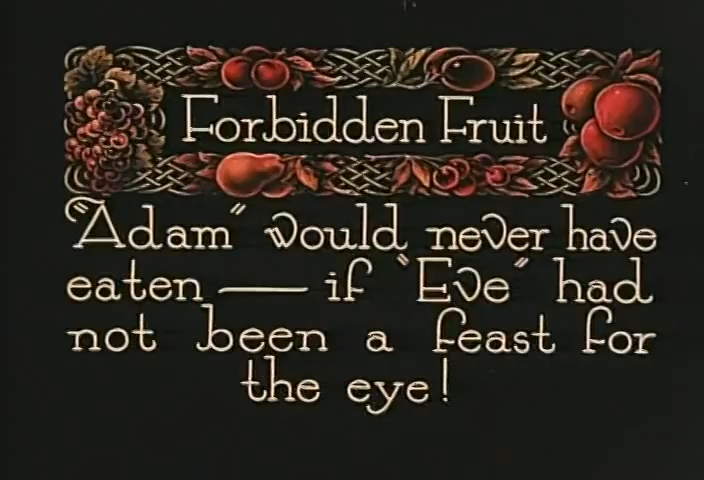 Forbidden Fruit
"Adam" would never have
eaten — if "Eve" had
not been a feast for
the eye!